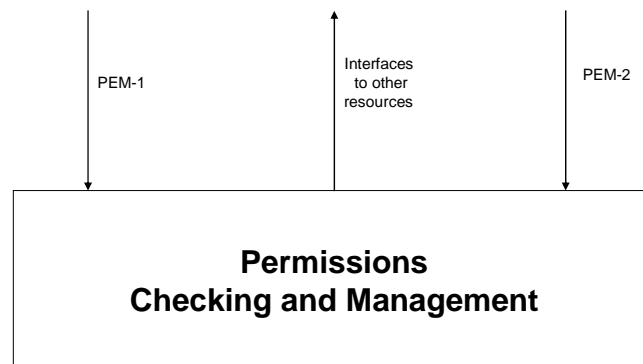 PEM-1
Interfaces
to other
resources
PEM-2
Permissions
Checking and Management